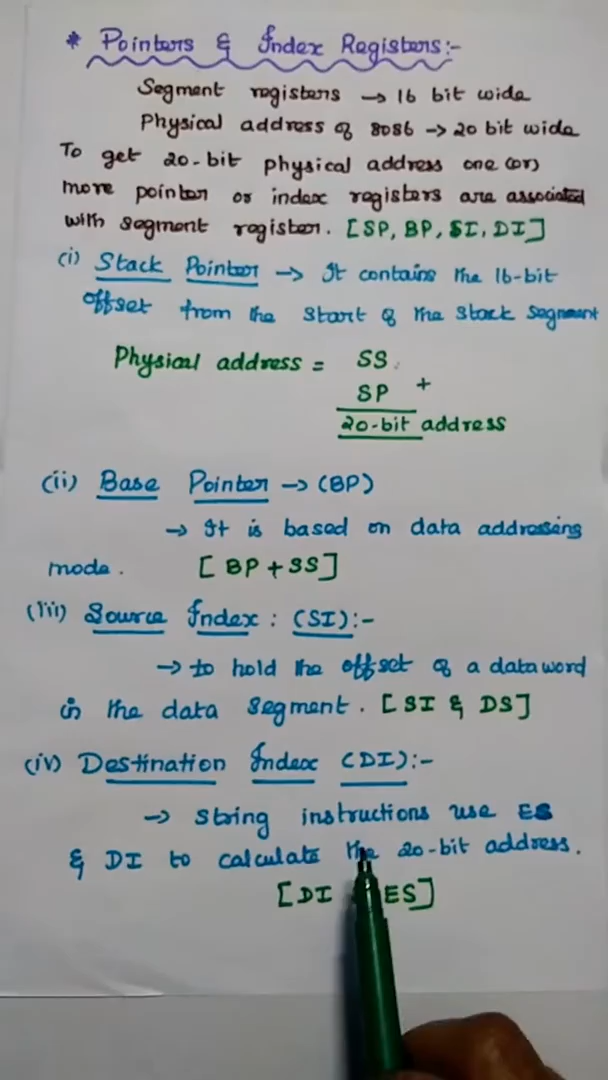 * Pointers & Index Registers:-
Segment registers → 16 bit wide
Physical address of 8086 → 20 bit wide
To get 20-bit physical address one (or)
more pointer or index registers are associated
with segment register. [SP, BP, SI, DI]
(i) Stack Pointer → It contains the 16-bit
offset from the start of the stack segment
Physical address = SS
SP +
20-bit address
(ii) Base Pointer → (BP)
→ It is based on data addressing
mode. [BP + SS]
(iii) Source Index : (SI):-
→ to hold the offset of a data word
in the data segment. [SI & DS]
(iv) Destination Index (DI):-
→ String instructions use ES
& DI to calculate the 20-bit address.
[DI ES]